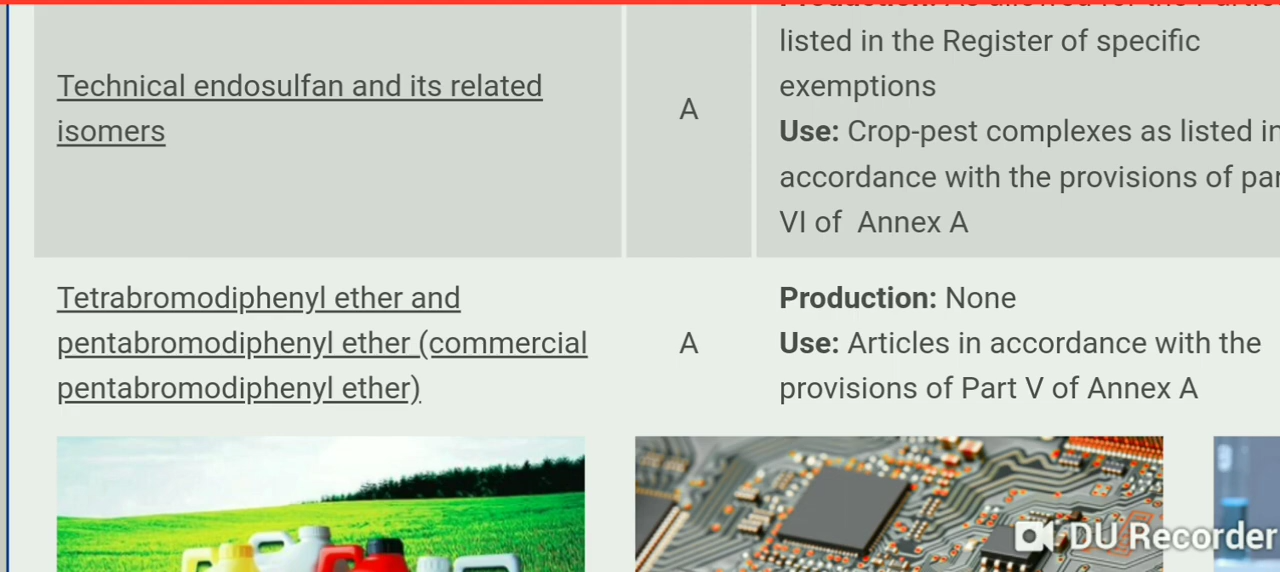 Technical endosulfan and its related
isomers
A
listed in the Register of specific
exemptions
Use: Crop-pest complexes as listed in
accordance with the provisions of
VI of Annex A
Tetrabromodiphenyl ether and
pentabromodiphenyl ether (commercial
pentabromodiphenyl ether)
A
Production: None
Use: Articles in accordance with the
provisions of Part V of Annex A
DU Recorder